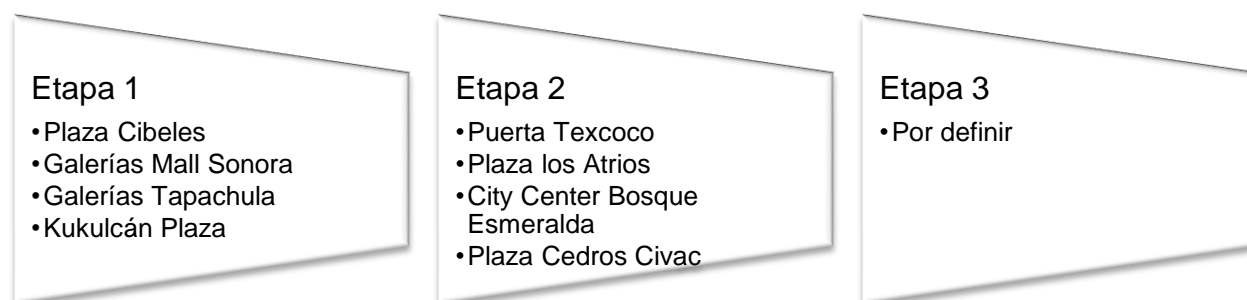 Etapa 1
•Plaza Cibeles
•Galerías Mall Sonora
•Galerías Tapachula
•Kukulcán Plaza
Etapa 2
•Puerta Texcoco
•Plaza los Atrios
•City Center Bosque
Esmeralda
•Plaza Cedros Civac
Etapa 3
•Por definir